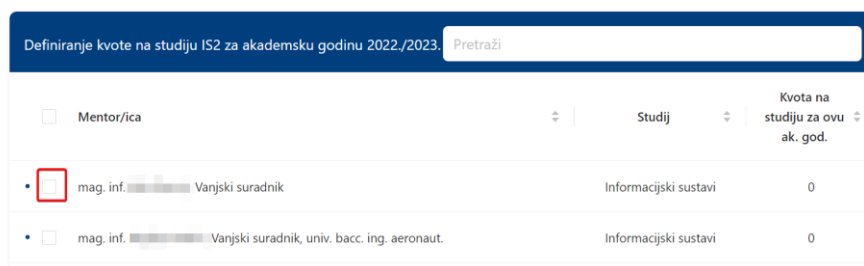 Definiranje kvote na studiju IS2 za akademsku godinu 2022./2023. Pretraži
Mentor/ica Studij Kvota na studiju za ovu ak. god.
mag. inf. Vanjski suradnik Informacijski sustavi 0
mag. inf. Vanjski suradnik, univ. bacc. ing. aeronaut. Informacijski sustavi 0